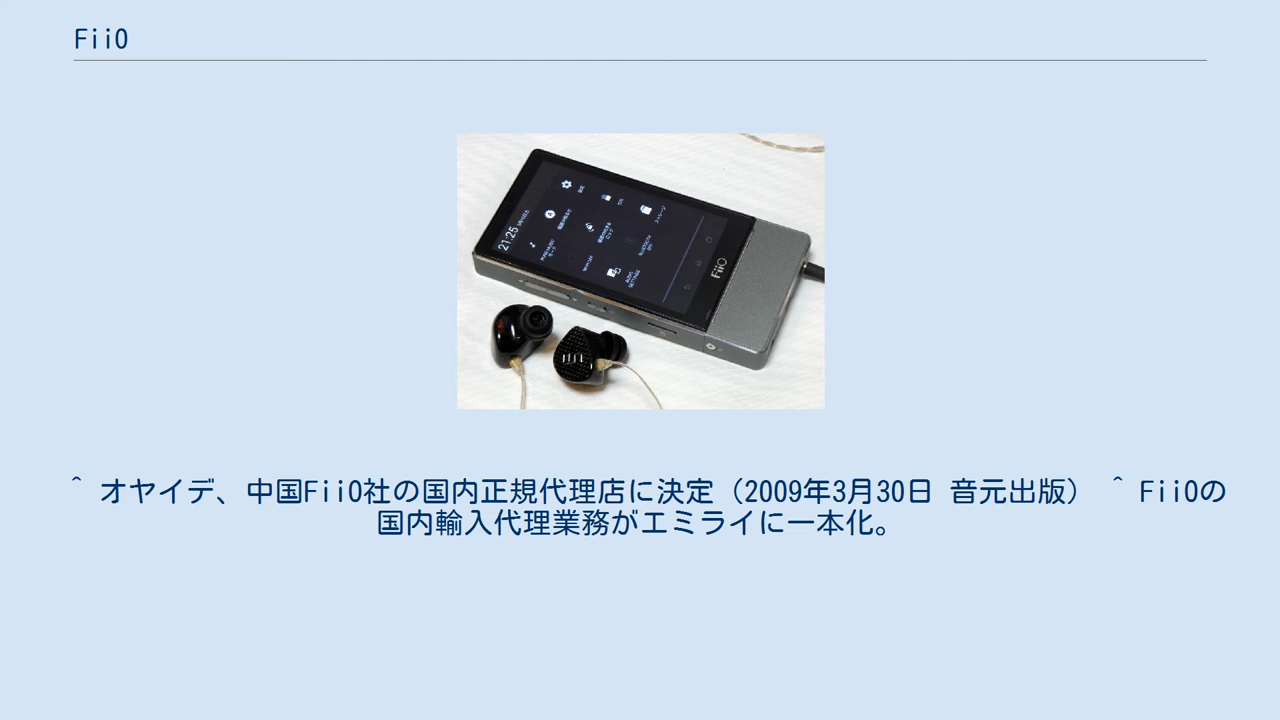 FiiO
21:25
FiiO
^ オヤイデ、中国FiiO社の国内正規代理店に決定（2009年3月30日 音元出版） ^ FiiOの
国内輸入代理業務がエミライに一本化。